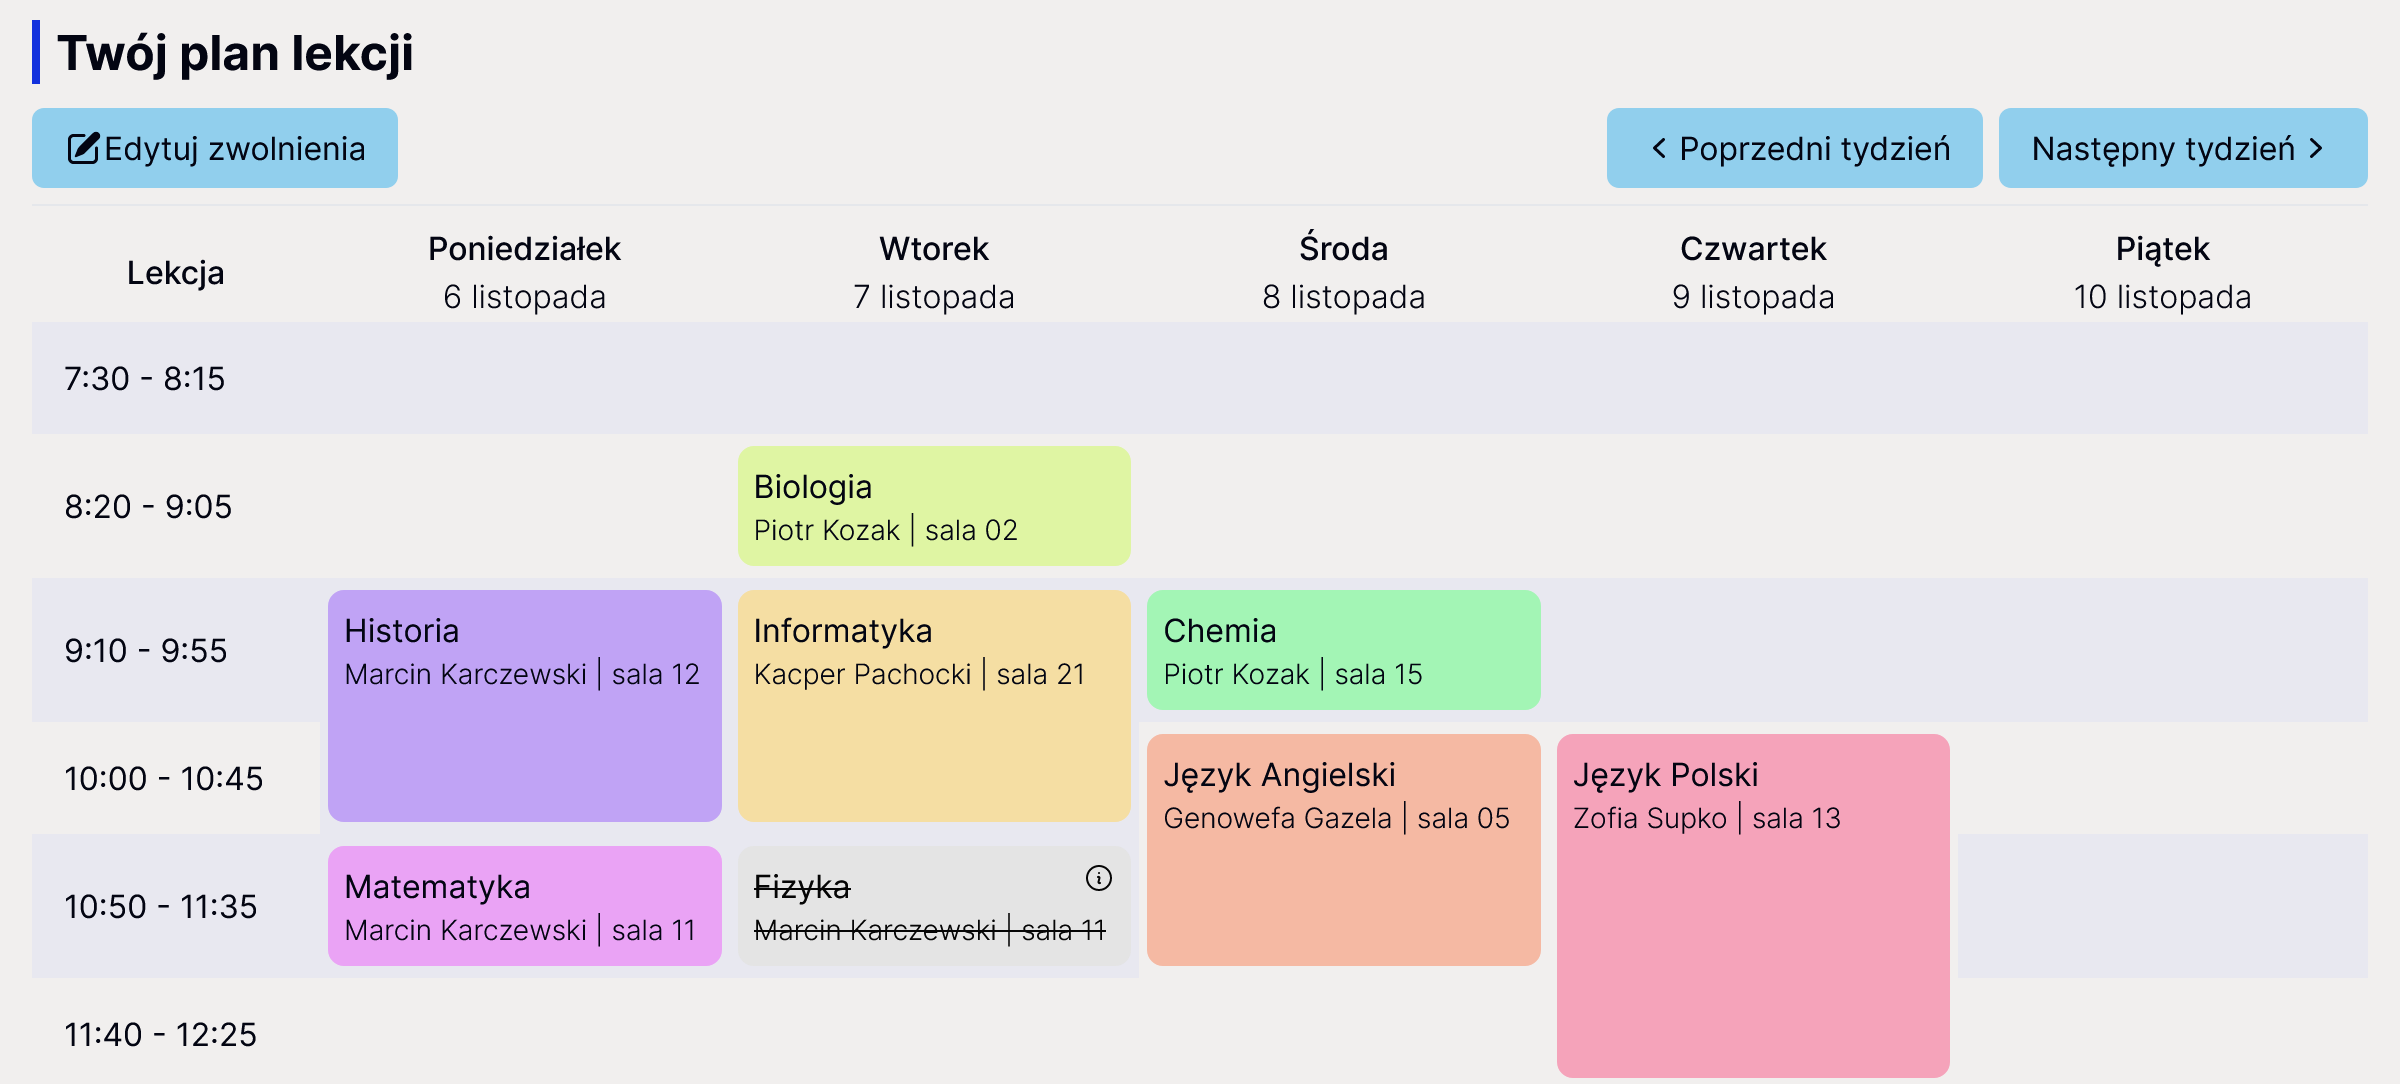 Twój plan lekcji
Edytuj zwolnienia
Poprzedni tydzień
Następny tydzień
Lekcja
Poniedziałek
6 listopada
Wtorek
7 listopada
Środa
8 listopada
Czwartek
9 listopada
Piątek
10 listopada
7:30 - 8:15
8:20 - 9:05
Biologia
Piotr Kozak | sala 02
9:10 - 9:55
Historia
Marcin Karczewski | sala 12
Informatyka
Kacper Pachocki | sala 21
Chemia
Piotr Kozak | sala 15
10:00 - 10:45
Język Angielski
Genowefa Gazela | sala 05
Język Polski
Zofia Supko | sala 13
10:50 - 11:35
Matematyka
Marcin Karczewski | sala 11
Fizyka
Marcin Karczewski | sala 11
11:40 - 12:25